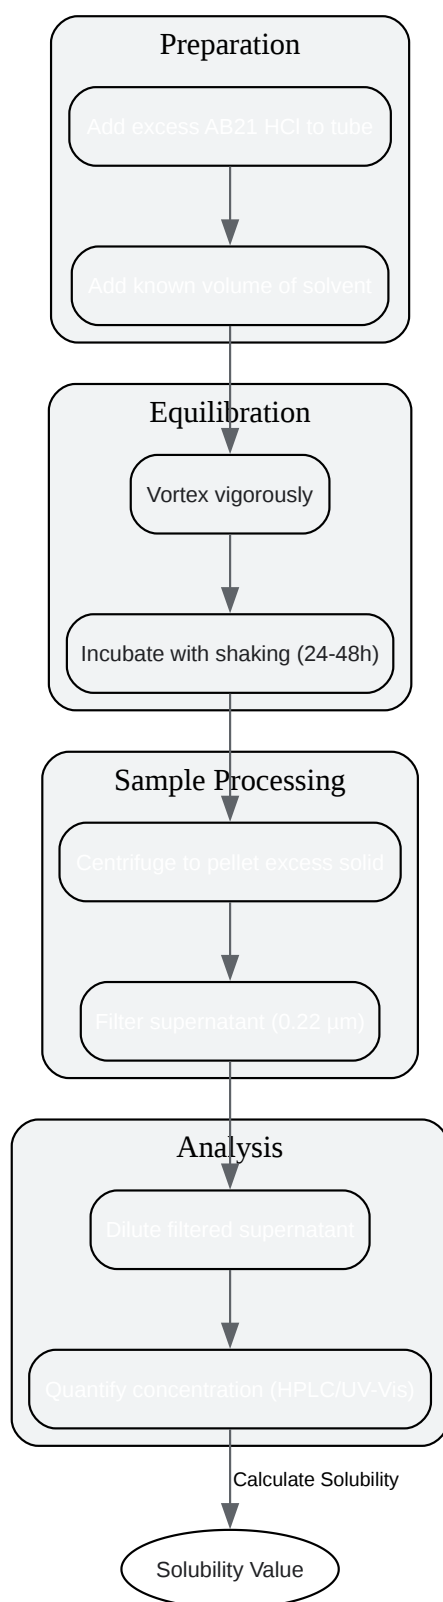 Preparation
Add excess AB21 HCl to tube
Add known volume of solvent
Equilibration
Vortex vigorously
Incubate with shaking (24-48h)
Sample Processing
Centrifuge to pellet excess solid
Filter supernatant (0.22 µm)
Analysis
Dilute filtered supernatant
Quantify concentration (HPLC/UV-Vis)
Calculate Solubility
Solubility Value